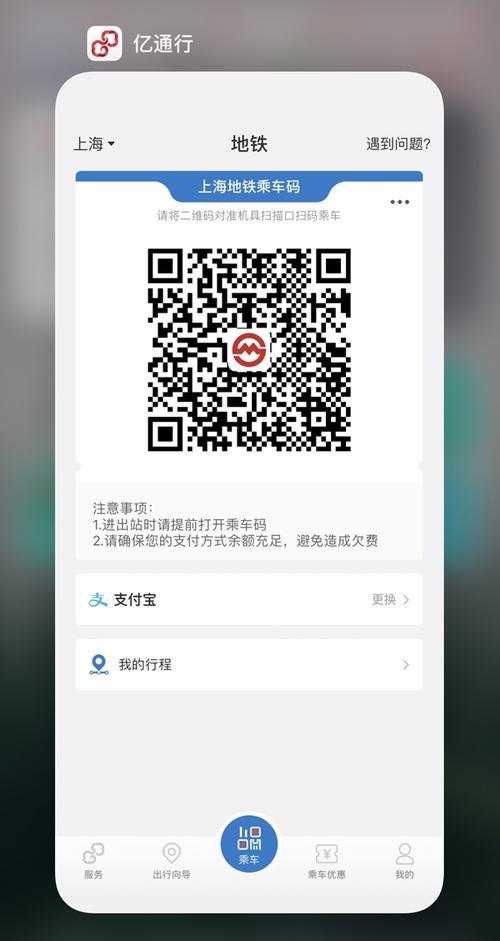 亿通行
上海
地铁
遇到问题?
上海地铁乘车码
请将二维码对准机具扫描口扫码乘车
注意事项：
1.进出站时请提前打开乘车码
2.请确保您的支付方式余额充足，避免造成欠费
支付宝
更换
我的行程
服务
出行向导
乘车
乘车优惠
我的